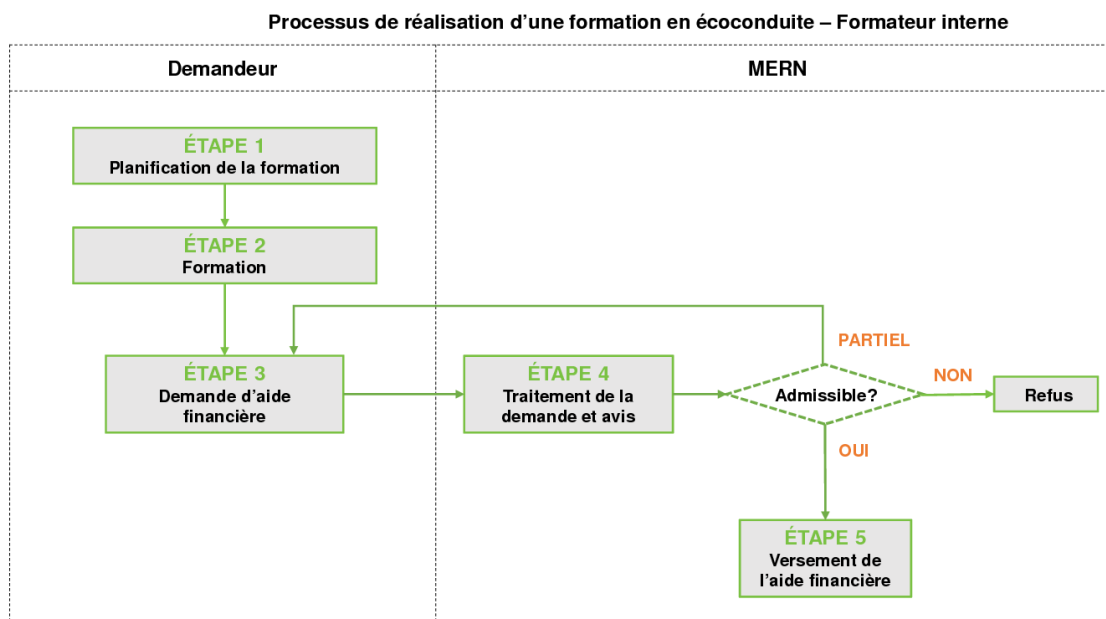 Processus de réalisation d’une formation en écoconduite – Formateur interne
Demandeur
MERN
ÉTAPE 1
Planification de la formation
ÉTAPE 2
Formation
ÉTAPE 3
Demande d’aide
financière
ÉTAPE 4
Traitement de la
demande et avis
Admissible?
PARTIEL
NON
Refus
OUI
ÉTAPE 5
Versement de
l’aide financière